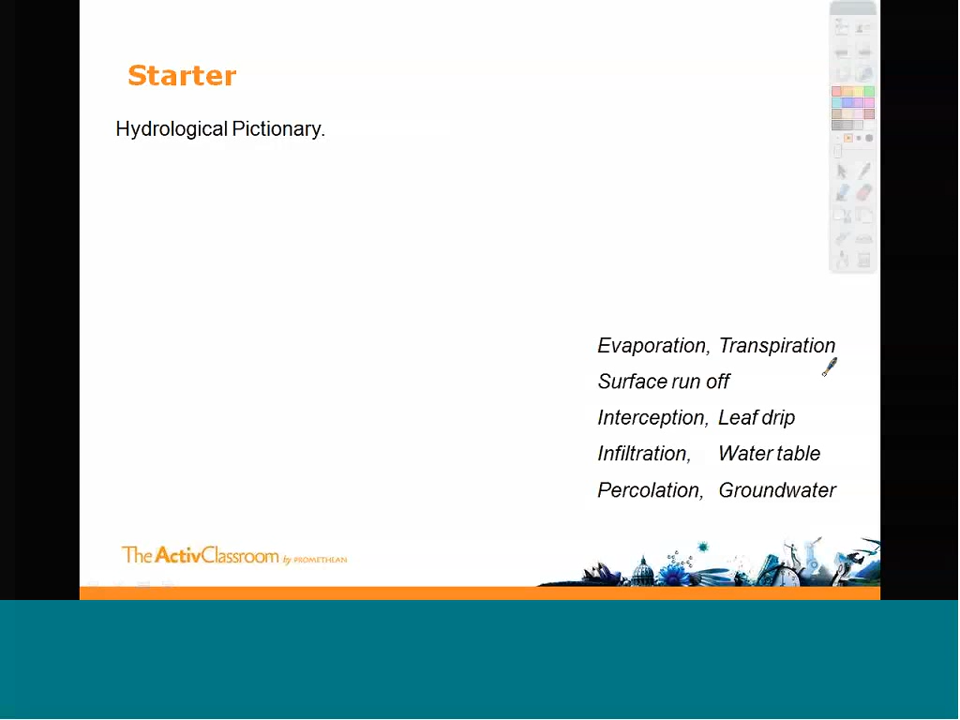 Starter
Hydrological Pictionary.
Evaporation, Transpiration
Surface run off
Interception, Leaf drip
Infiltration, Water table
Percolation, Groundwater
The ActivClassroom by PROMETHEAN